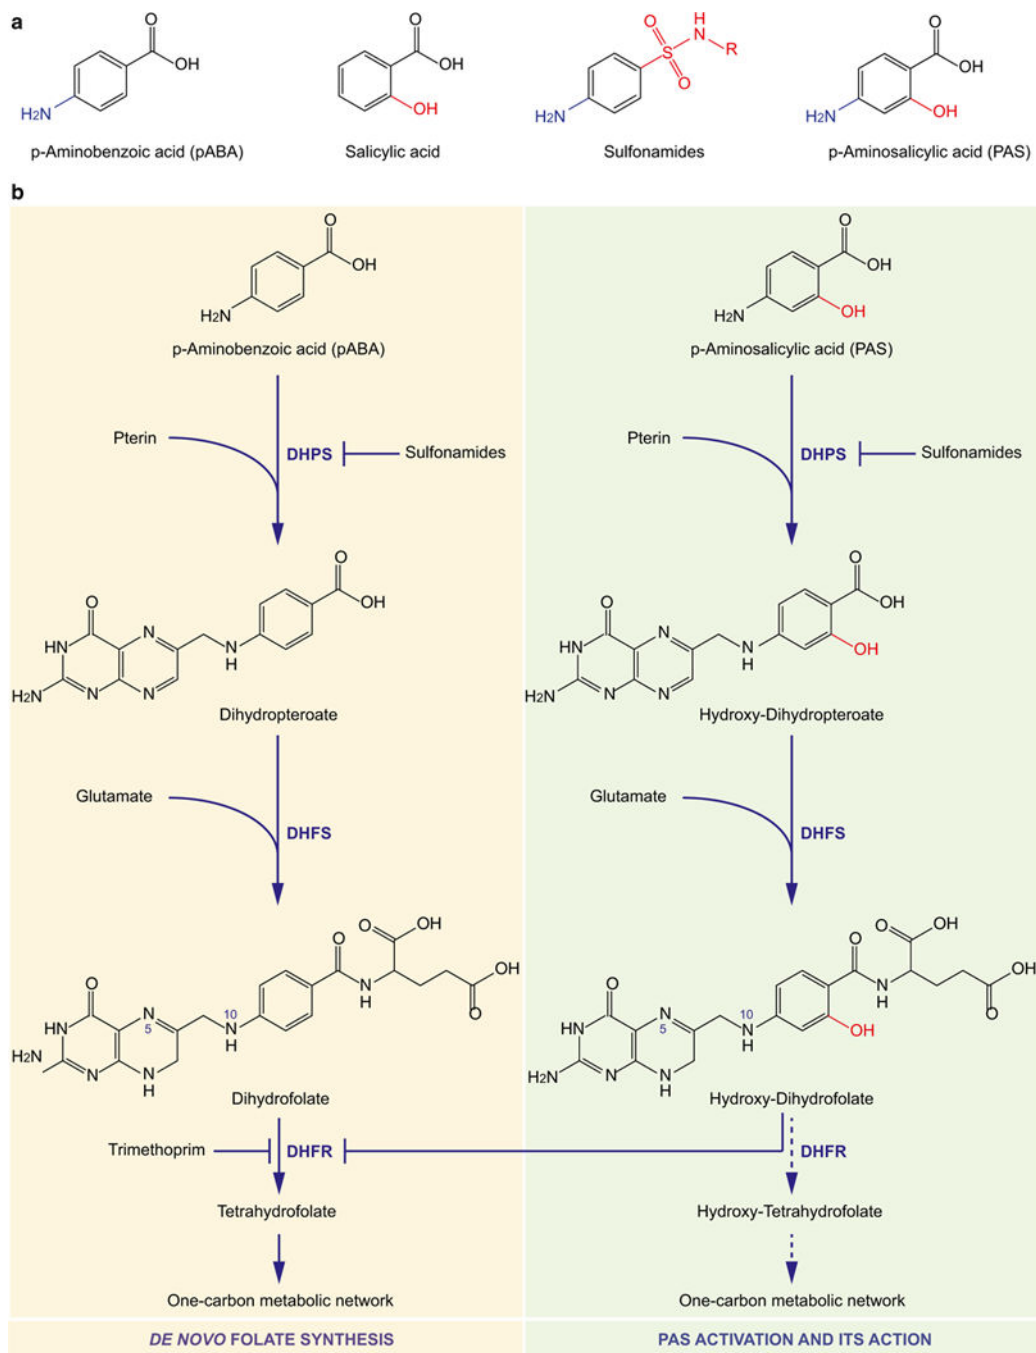 a
O
OH
H2N
p-Aminobenzoic acid (pABA)
O
OH
OH
Salicylic acid
O
S
O
H
N
R
H2N
Sulfonamides
O
OH
H2N
OH
p-Aminosalicylic acid (PAS)
b
O
OH
H2N
p-Aminobenzoic acid (pABA)
Pterin
DHPS
Sulfonamides
O
OH
O
HN
N
N
H
H2N
N
N
Dihydropteroate
Glutamate
DHFS
O
OH
O
OH
O
N
H
O
O
HN
N
5
10
N
H
H2N
N
N
H
Dihydrofolate
Trimethoprim
DHFR
Tetrahydrofolate
One-carbon metabolic network
DE NOVO FOLATE SYNTHESIS
O
OH
H2N
OH
p-Aminosalicylic acid (PAS)
Pterin
DHPS
Sulfonamides
O
OH
O
HN
N
N
H
OH
H2N
N
N
Hydroxy-Dihydropteroate
Glutamate
DHFS
O
OH
O
OH
O
N
H
O
O
HN
N
5
10
N
H
OH
H2N
N
N
H
Hydroxy-Dihydrofolate
DHFR
Hydroxy-Tetrahydrofolate
One-carbon metabolic network
PAS ACTIVATION AND ITS ACTION